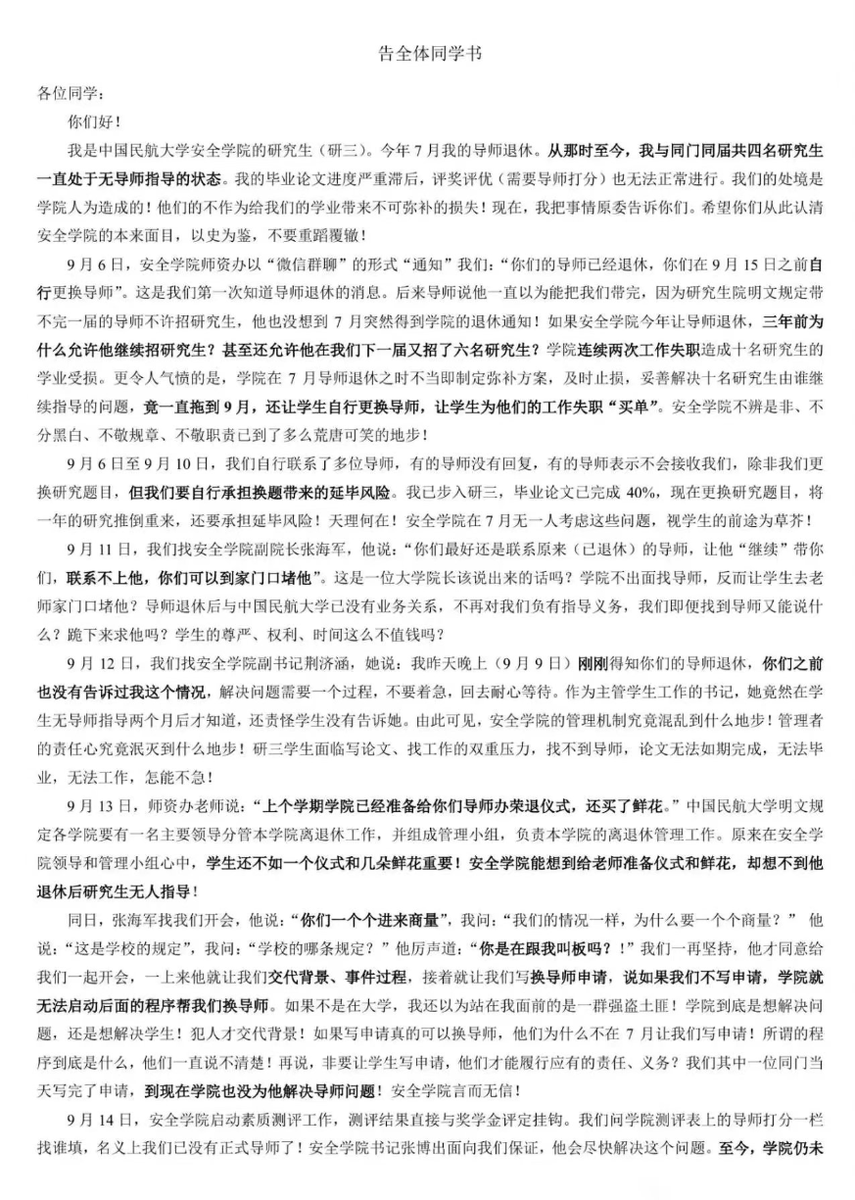 告全体同学书
各位同学：
你们好！
我是中国民航大学安全学院的研究生（研三）。今年 7 月我的导师退休。从那时至今，我与同门同届共四名研究生
一直处于无导师指导的状态。我的毕业论文进度严重滞后，评奖评优（需要导师打分）也无法正常进行。我们的处境是
学院人为造成的！他们的不作为给我们的学业带来不可弥补的损失！现在，我把事情原委告诉你们。希望你们从此认清
安全学院的本来面目，以史为鉴，不要重蹈覆辙！
9 月 6 日，安全学院师资办以“微信群聊”的形式“通知”我们：“你们的导师已经退休，你们在 9 月 15 日之前自
行更换导师”。这是我们第一次知道导师退休的消息。后来导师说他一直以为能把我们带完，因为研究生院明文规定带
不完一届的导师不许招研究生，他也没想到 7 月突然得到学院的退休通知！如果安全学院今年让导师退休，三年前为
什么允许他继续招研究生？甚至还允许他在我们下一届又招了六名研究生？学院连续两次工作失职造成十名研究生的
学业受损。更令人气愤的是，学院在 7 月导师退休之时不当即制定弥补方案，及时止损，妥善解决十名研究生由谁继
续指导的问题，竟一直拖到 9 月，还让学生自行更换导师，让学生为他们的工作失职“买单”。安全学院不辨是非、不
分黑白、不敬规章、不敬职责已到了多么荒唐可笑的地步！
9 月 6 日至 9 月 10 日，我们自行联系了多位导师，有的导师没有回复，有的导师表示不会接收我们，除非我们更
换研究题目，但我们要自行承担换题带来的延毕风险。我已步入研三，毕业论文已完成 40%，现在更换研究题目，将
一年的研究推倒重来，还要承担延毕风险！天理何在！安全学院在 7 月无一人考虑这些问题，视学生的前途为草芥！
9 月 11 日，我们找安全学院副院长张海军，他说：“你们最好还是联系原来（已退休）的导师，让他“继续”带你
们，联系不上他，你们可以到家门口堵他”。这是一位大学院长该说出来的话吗？学院不出面找导师，反而让学生去老
师家门口堵他？导师退休后与中国民航大学已没有业务关系，不再对我们负有指导义务，我们即便找到导师又能说什
么？跪下来求他吗？学生的尊严、权利、时间这么不值钱吗？
9 月 12 日，我们找安全学院副书记荆济涵，她说：我昨天晚上（9 月 9 日）刚刚得知你们的导师退休，你们之前
也没有告诉过我这个情况，解决问题需要一个过程，不要着急，回去耐心等待。作为主管学生工作的书记，她竟然在学
生无导师指导两个月后才知道，还责怪学生没有告诉她。由此可见，安全学院的管理机制究竟混乱到什么地步！管理者
的责任心究竟泯灭到什么地步！研三学生面临写论文、找工作的双重压力，找不到导师，论文无法如期完成，无法毕
业，无法工作，怎能不急！
9 月 13 日，师资办老师说：“上个学期学院已经准备给你们导师办荣退仪式，还买了鲜花。”中国民航大学明文规
定各学院要有一名主要领导分管本学院离退休工作，并组成管理小组，负责本学院的离退休管理工作。原来在安全学
院领导和管理小组心中，学生还不如一个仪式和几朵鲜花重要！安全学院能想到给老师准备仪式和鲜花，却想不到他
退休后研究生无人指导！
同日，张海军找我们开会，他说：“你们一个个进来商量”，我问：“我们的情况一样，为什么要一个个商量？” 他
说：“这是学校的规定”，我问：“学校的哪条规定？”他厉声道：“你是在跟我叫板吗？！”我们一再坚持，他才同意给
我们一起开会，一上来他就让我们交代背景、事件过程，接着就让我们写换导师申请，说如果我们不写申请，学院就
无法启动后面的程序帮我们换导师。如果不是在大学，我还以为站在我面前的是一群强盗土匪！学院到底是想解决问
题，还是想解决学生！犯人才交代背景！如果写申请真的可以换导师，他们为什么不在 7 月让我们写申请！所谓的程
序到底是什么，他们一直说不清楚！再说，非要让学生写申请，他们才能履行应有的责任、义务？我们其中一位同门当
天写完了申请，到现在学院也没为他解决导师问题！安全学院言而无信！
9 月 14 日，安全学院启动素质测评工作，测评结果直接与奖学金评定挂钩。我们问学院测评表上的导师打分一栏
找谁填，名义上我们已没有正式导师了！安全学院书记张博出面向我们保证，他会尽快解决这个问题。至今，学院仍未